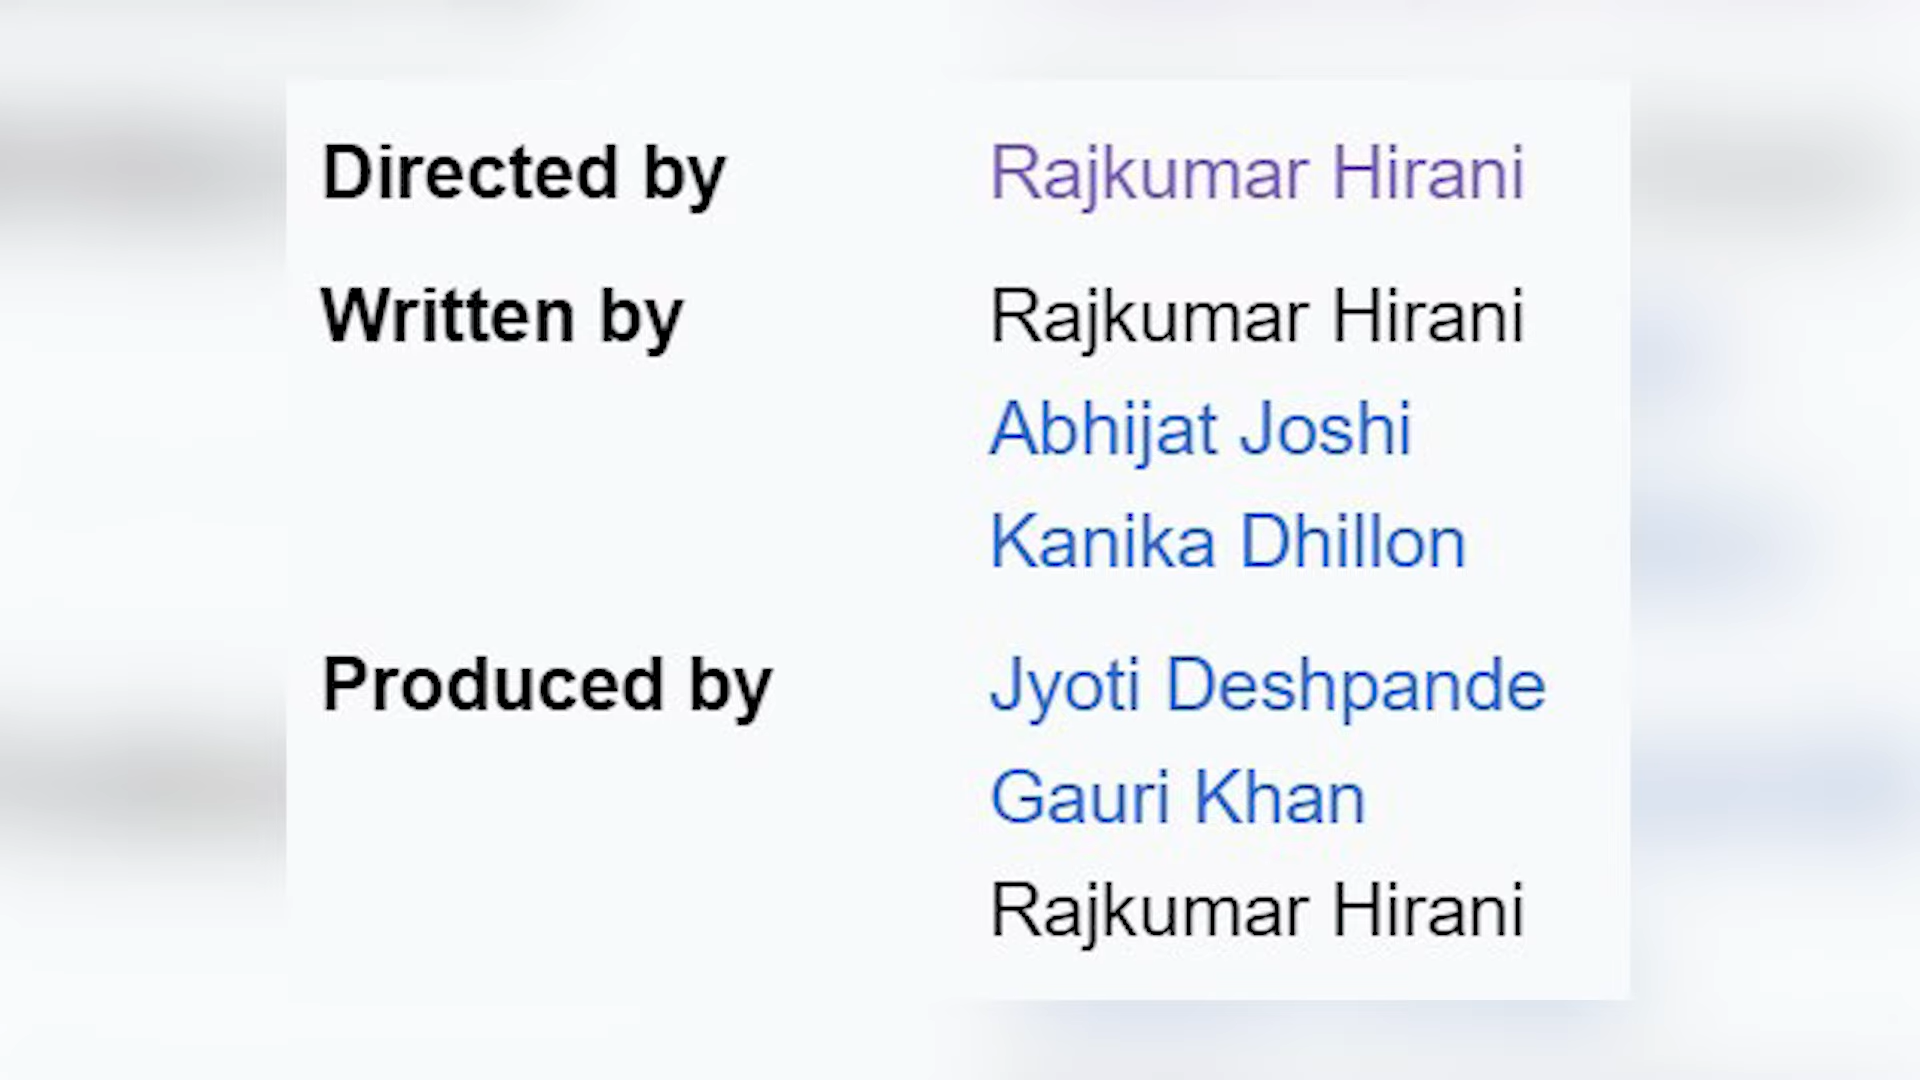 Directed by Rajkumar Hirani
Written by Rajkumar Hirani
Abhijat Joshi
Kanika Dhillon
Produced by Jyoti Deshpande
Gauri Khan
Rajkumar Hirani